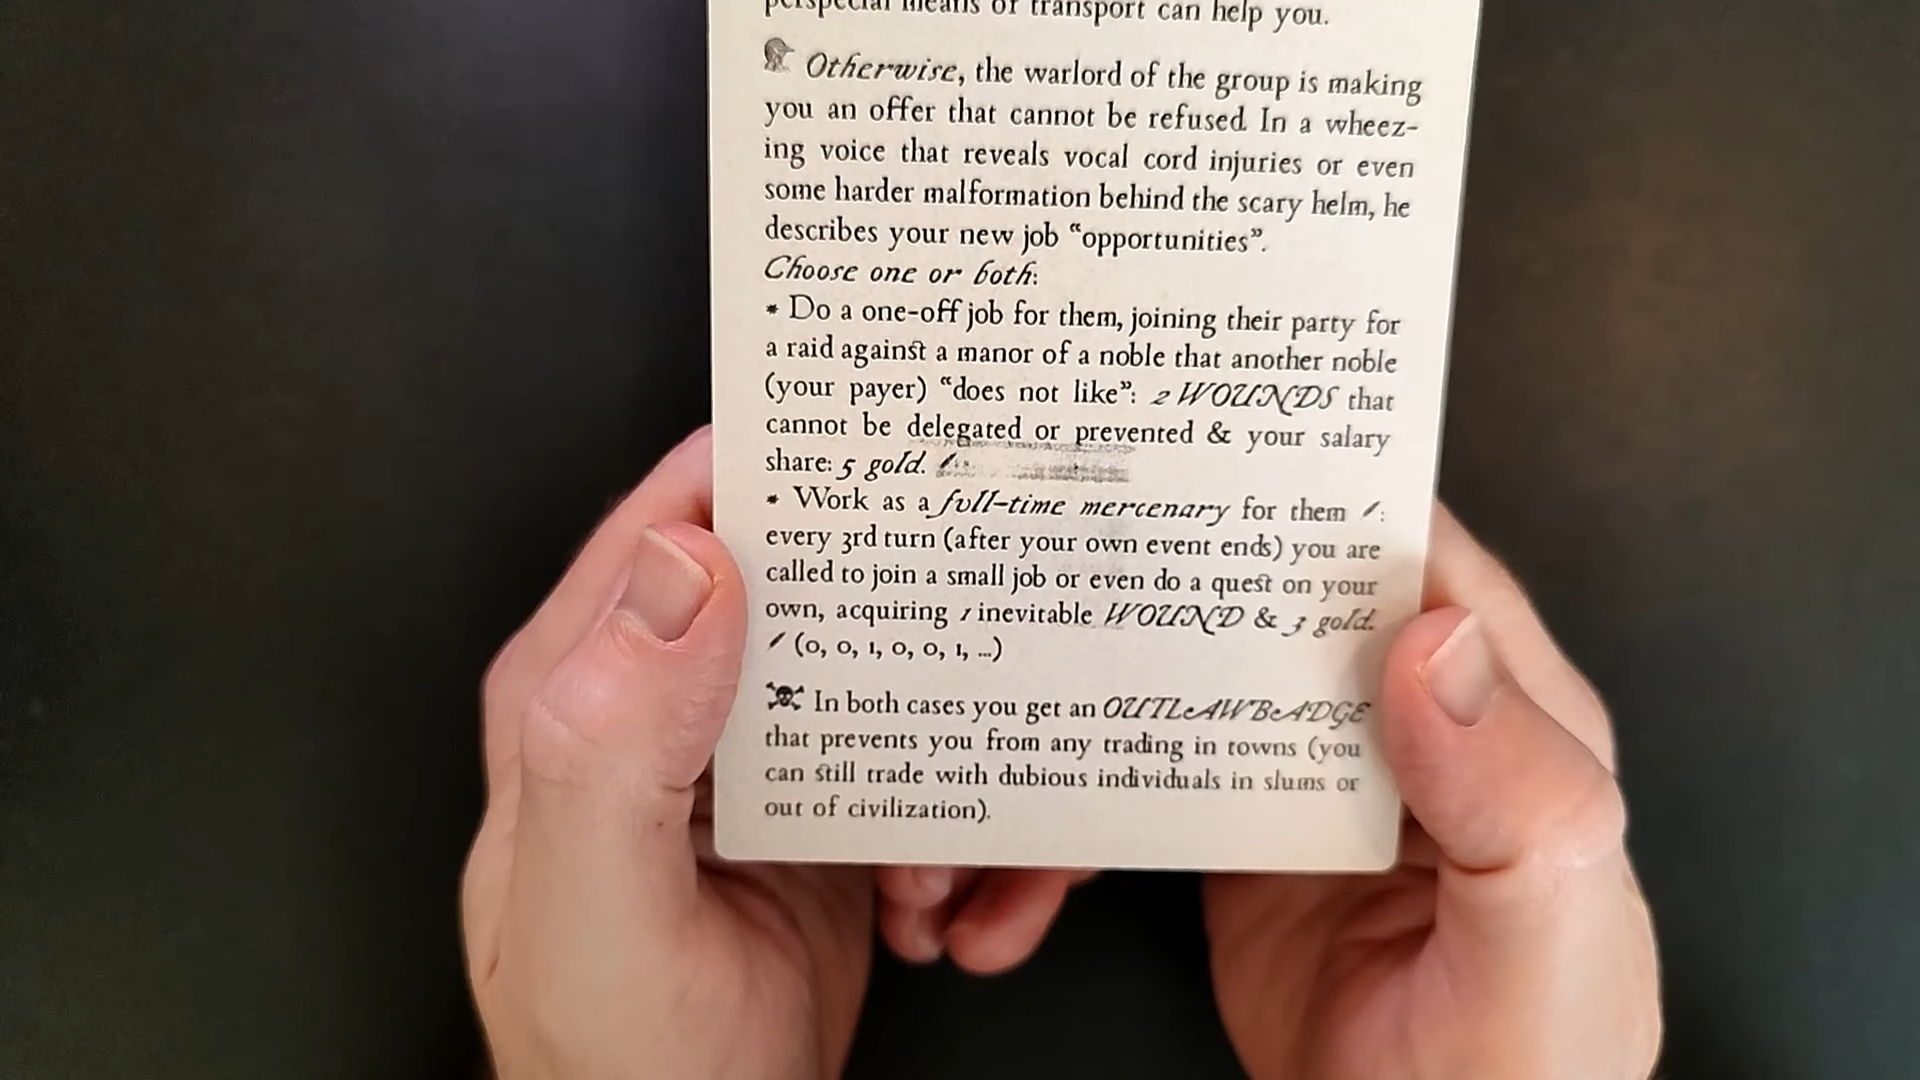 perspecial means of transport can help you.
Otherwise, the warlord of the group is making
you an offer that cannot be refused. In a wheez-
ing voice that reveals vocal cord injuries or even
some harder malformation behind the scary helm, he
describes your new job “opportunities”.
Choose one or both:
* Do a one-off job for them, joining their party for
a raid against a manor of a noble that another noble
(your payer) “does not like”: 2 WOUNDS that
cannot be delegated or prevented & your salary
share: 5 gold.
* Work as a full-time mercenary for them :
every 3rd turn (after your own event ends) you are
called to join a small job or even do a quest on your
own, acquiring 1 inevitable WOUND & 3 gold.
(0, 0, 1, 0, 0, 1, ...)
In both cases you get an OUTLAW BADGE
that prevents you from any trading in towns (you
can still trade with dubious individuals in slums or
out of civilization).